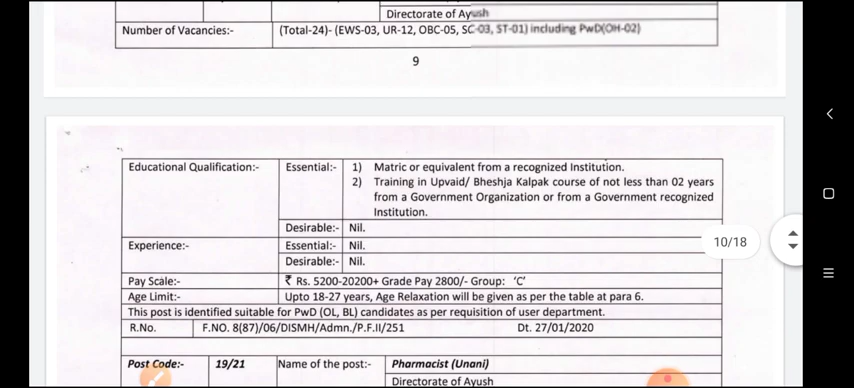 Directorate of Ayush
Number of Vacancies:- (Total-24)- (EWS-03, UR-12, OBC-05, SC-03, ST-01) including PwD(OH-02)
9
Educational Qualification:- Essential:- 1) Matric or equivalent from a recognized Institution.
2) Training in Upvaid/ Bheshja Kalpak course of not less than 02 years
from a Government Organization or from a Government recognized
Institution.
Desirable:- Nil.
Experience:- Essential:- Nil.
Desirable:- Nil.
10/18
Pay Scale:- ₹ Rs. 5200-20200+ Grade Pay 2800/- Group: ‘C’
Age Limit:- Upto 18-27 years, Age Relaxation will be given as per the table at para 6.
This post is identified suitable for PwD (OL, BL) candidates as per requisition of user department.
R.No. F.NO. 8(87)/06/DISMH/Admn./P.F.II/251 Dt. 27/01/2020
Post Code:- 19/21 Name of the post:- Pharmacist (Unani)
Directorate of Ayush